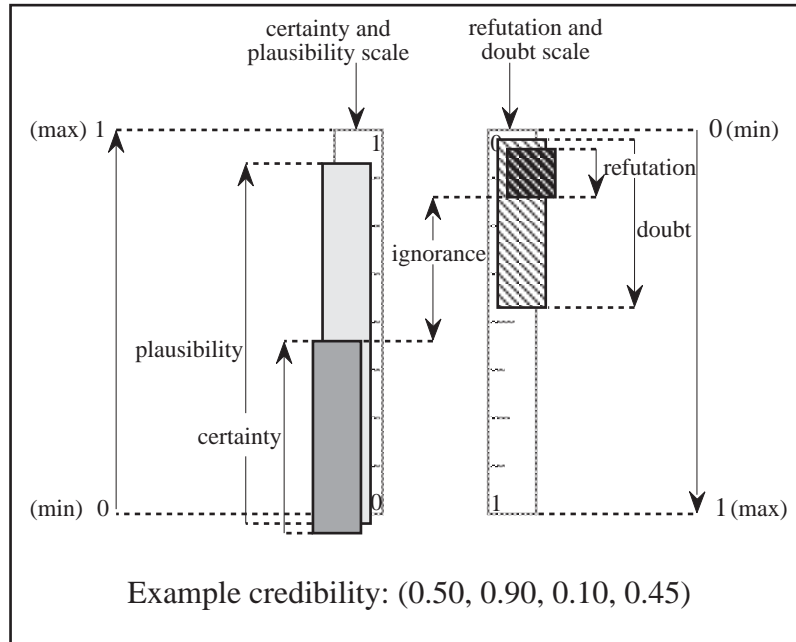 certainty and
plausibility scale
refutation and
doubt scale
(max) 1
1
0
0 (min)
refutation
doubt
ignorance
plausibility
certainty
(min) 0
0
1
1 (max)
Example credibility: (0.50, 0.90, 0.10, 0.45)